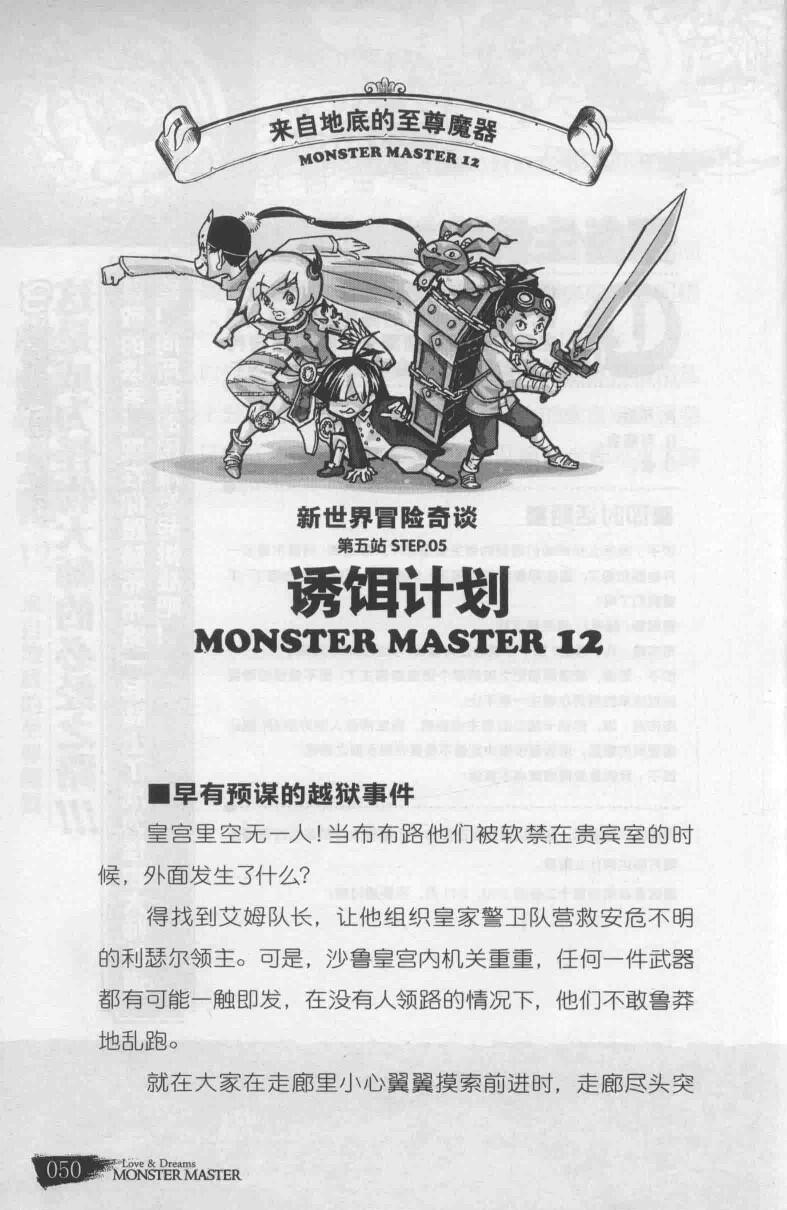 来自地底的至尊魔器
MONSTER MASTER 12
新世界冒险奇谈
第五站 STEP.05
诱饵计划
MONSTER MASTER 12
■早有预谋的越狱事件
皇宫里空无一人！当布布路他们被软禁在贵宾室的时
候，外面发生了什么？
得找到艾姆队长，让他组织皇家警卫队营救安危不明
的利瑟尔领主。可是，沙鲁皇宫内机关重重，任何一件武器
都有可能一触即发，在没有人领路的情况下，他们不敢鲁莽
地乱跑。
就在大家在走廊里小心翼翼摸索前进时，走廊尽头突
050
Love & Dreams
MONSTER MASTER